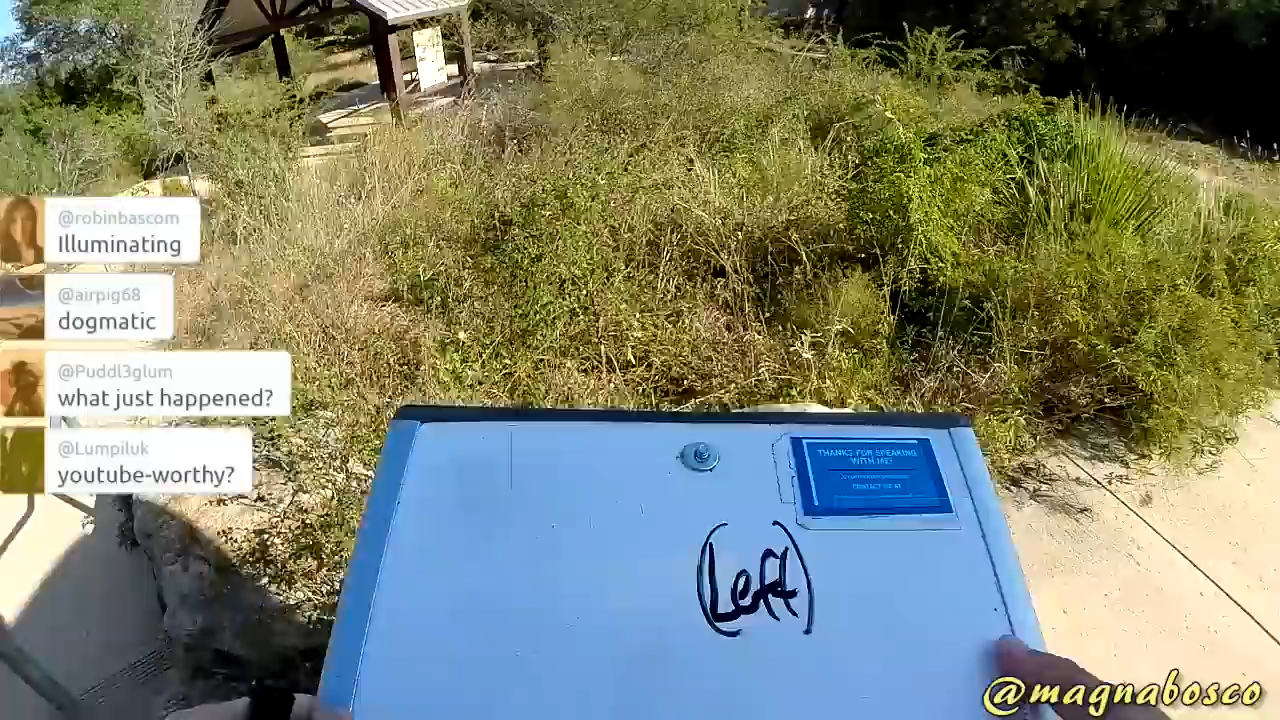 @robinbascom
Illuminating
@airpig68
dogmatic
@Puddl3glum
what just happened?
@Lumpiluk
youtube-worthy?
THANKS FOR SPEAKING
WITH ME!
CONTACT ME AT
(Left)
@magnabosco